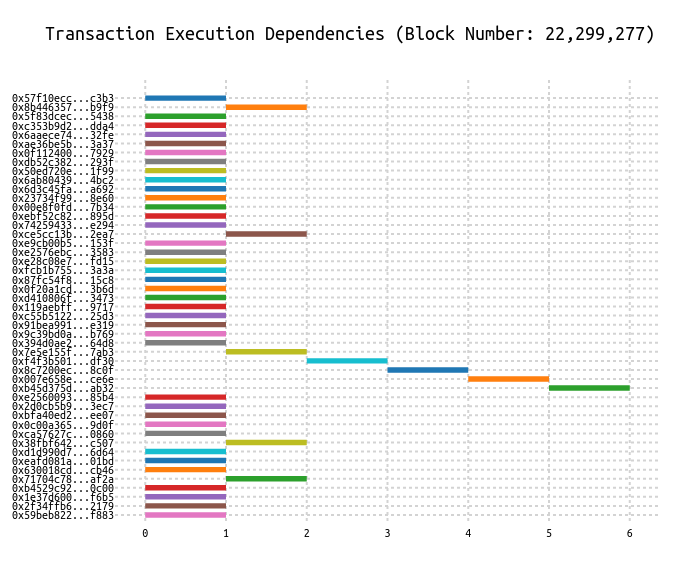 Transaction Execution Dependencies (Block Number: 22,299,277)
0x57f10ecc...c3b3
0x8b446357...b9f9
0x5f83dcec...5438
0xc353b9d2...dda4
0x6aaece74...32fe
0xae36be5b...3a37
0x0f112400...7929
0xdb52c382...293f
0x50ed720e...1f99
0x6ab80439...4bc2
0x6d3c45fa...a692
0x23734f99...8e60
0x00e8f0fd...7b34
0xebf52c82...895d
0x74259433...e294
0xce5cc13b...2ea7
0xe9cb00b5...153f
0xe2576ebc...3583
0xe28c08e7...fd15
0xfcb1b755...3a3a
0x87fc54f8...15c8
0x0f20a1cd...3b6d
0xd410806f...3473
0x119aebff...9717
0xc55b5122...25d3
0x91bea991...e319
0x9c39bd0a...b769
0x394d0ae2...64d8
0x7e5e155f...7ab3
0xf4f3b501...df30
0x8c7200ec...8c0f
0x007e658e...ce6e
0xb45d375d...ab32
0xe2560093...85b4
0x2d0cb5b9...3ec7
0xbfa40ed2...ee07
0x0c00a365...9d0f
0xca57627c...0860
0x38fbf642...c507
0xd1d990d7...6d64
0xeafd081a...01bd
0x630018cd...cb46
0x71704c78...af2a
0xb4529c92...0c00
0x1e37d600...f6b5
0x2f34ffb6...2179
0x59beb822...f883
0 1 2 3 4 5 6